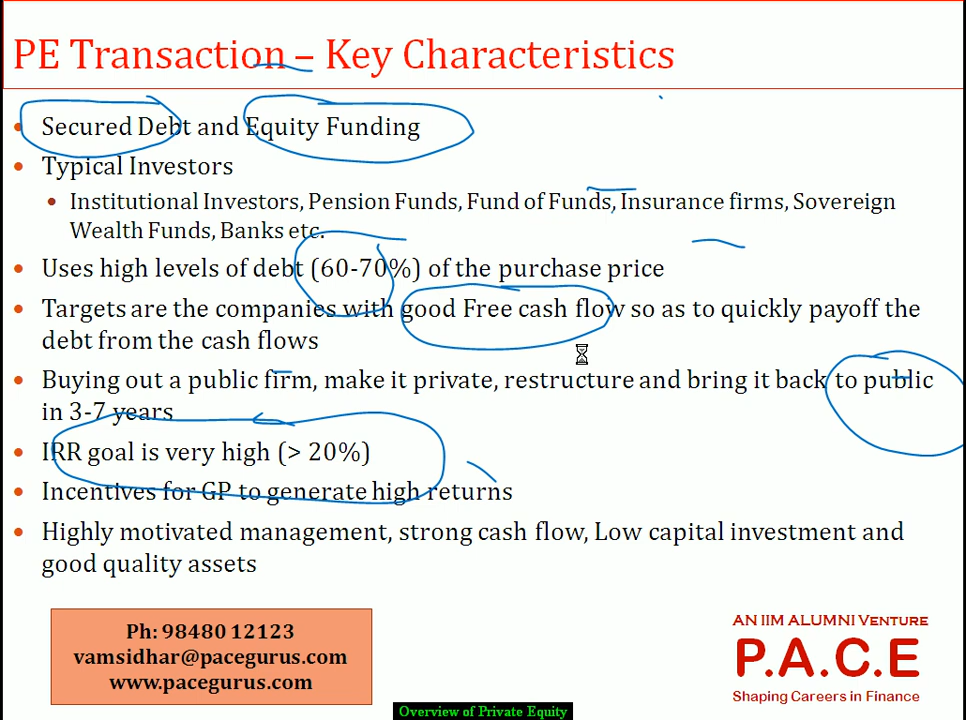 PE Transaction – Key Characteristics
• Secured Debt and Equity Funding
• Typical Investors
• Institutional Investors, Pension Funds, Fund of Funds, Insurance firms, Sovereign
Wealth Funds, Banks etc.
• Uses high levels of debt (60-70%) of the purchase price
• Targets are the companies with good Free cash flow so as to quickly payoff the
debt from the cash flows
• Buying out a public firm, make it private, restructure and bring it back to public
in 3-7 years
• IRR goal is very high (> 20%)
• Incentives for GP to generate high returns
• Highly motivated management, strong cash flow, Low capital investment and
good quality assets
Ph: 98480 12123
vamsidhar@pacegurus.com
www.pacegurus.com
AN IIM ALUMNI VENTURE
P.A.C.E
Shaping Careers in Finance
Overview of Private Equity